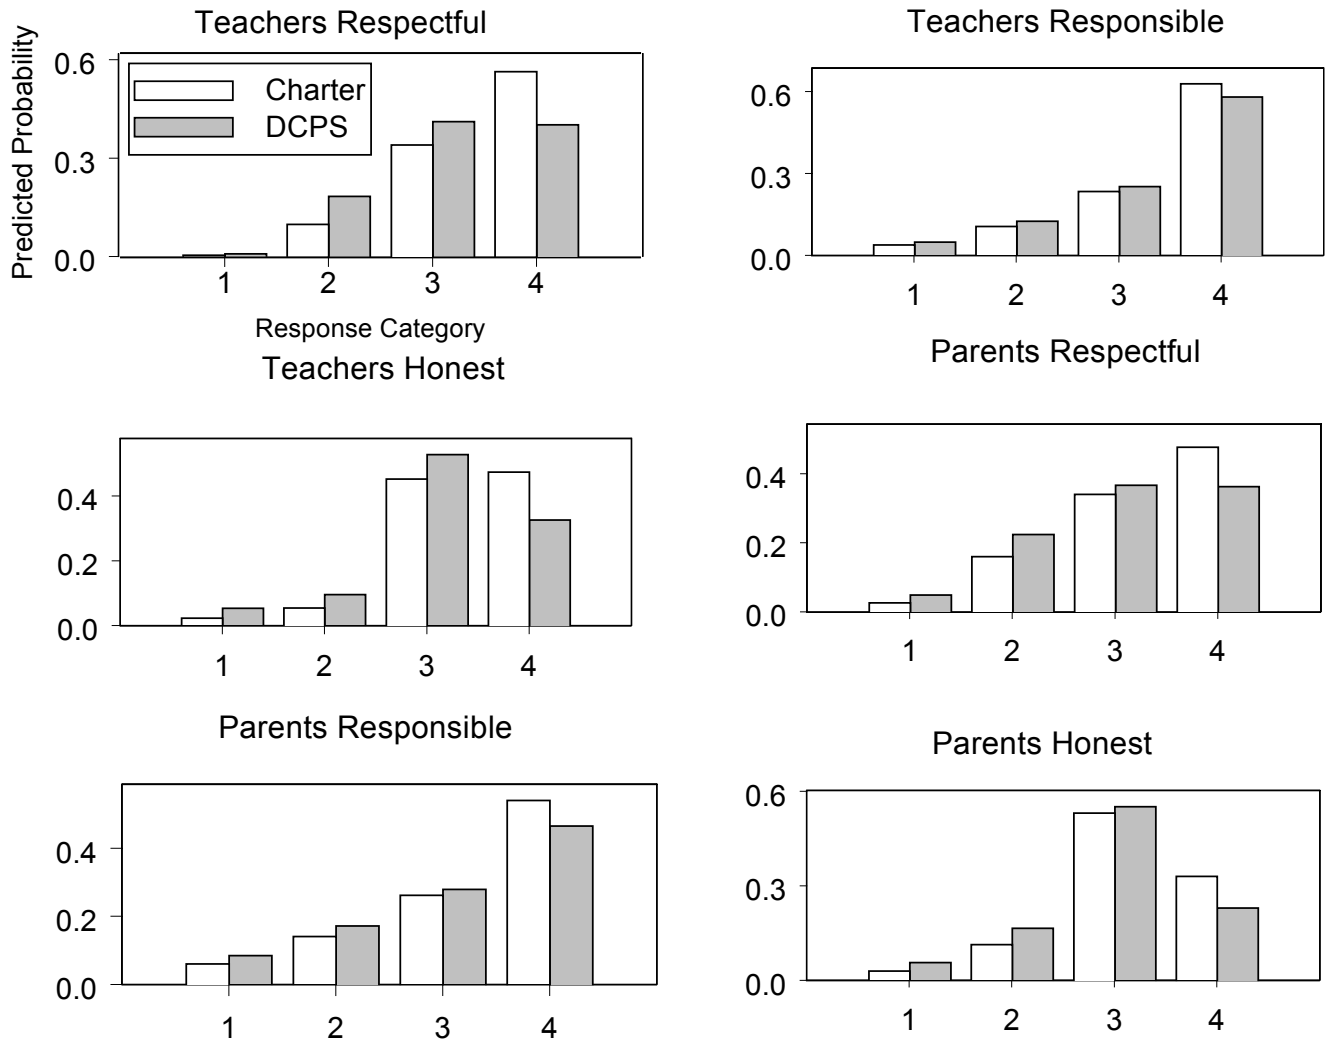 Teachers Respectful
Predicted Probability
0.6
0.3
0.0
Charter
DCPS
1 2 3 4
Response Category
Teachers Responsible
0.6
0.3
0.0
1 2 3 4
Teachers Honest
0.4
0.2
0.0
1 2 3 4
Parents Respectful
0.4
0.2
0.0
1 2 3 4
Parents Responsible
0.4
0.2
0.0
1 2 3 4
Parents Honest
0.6
0.3
0.0
1 2 3 4